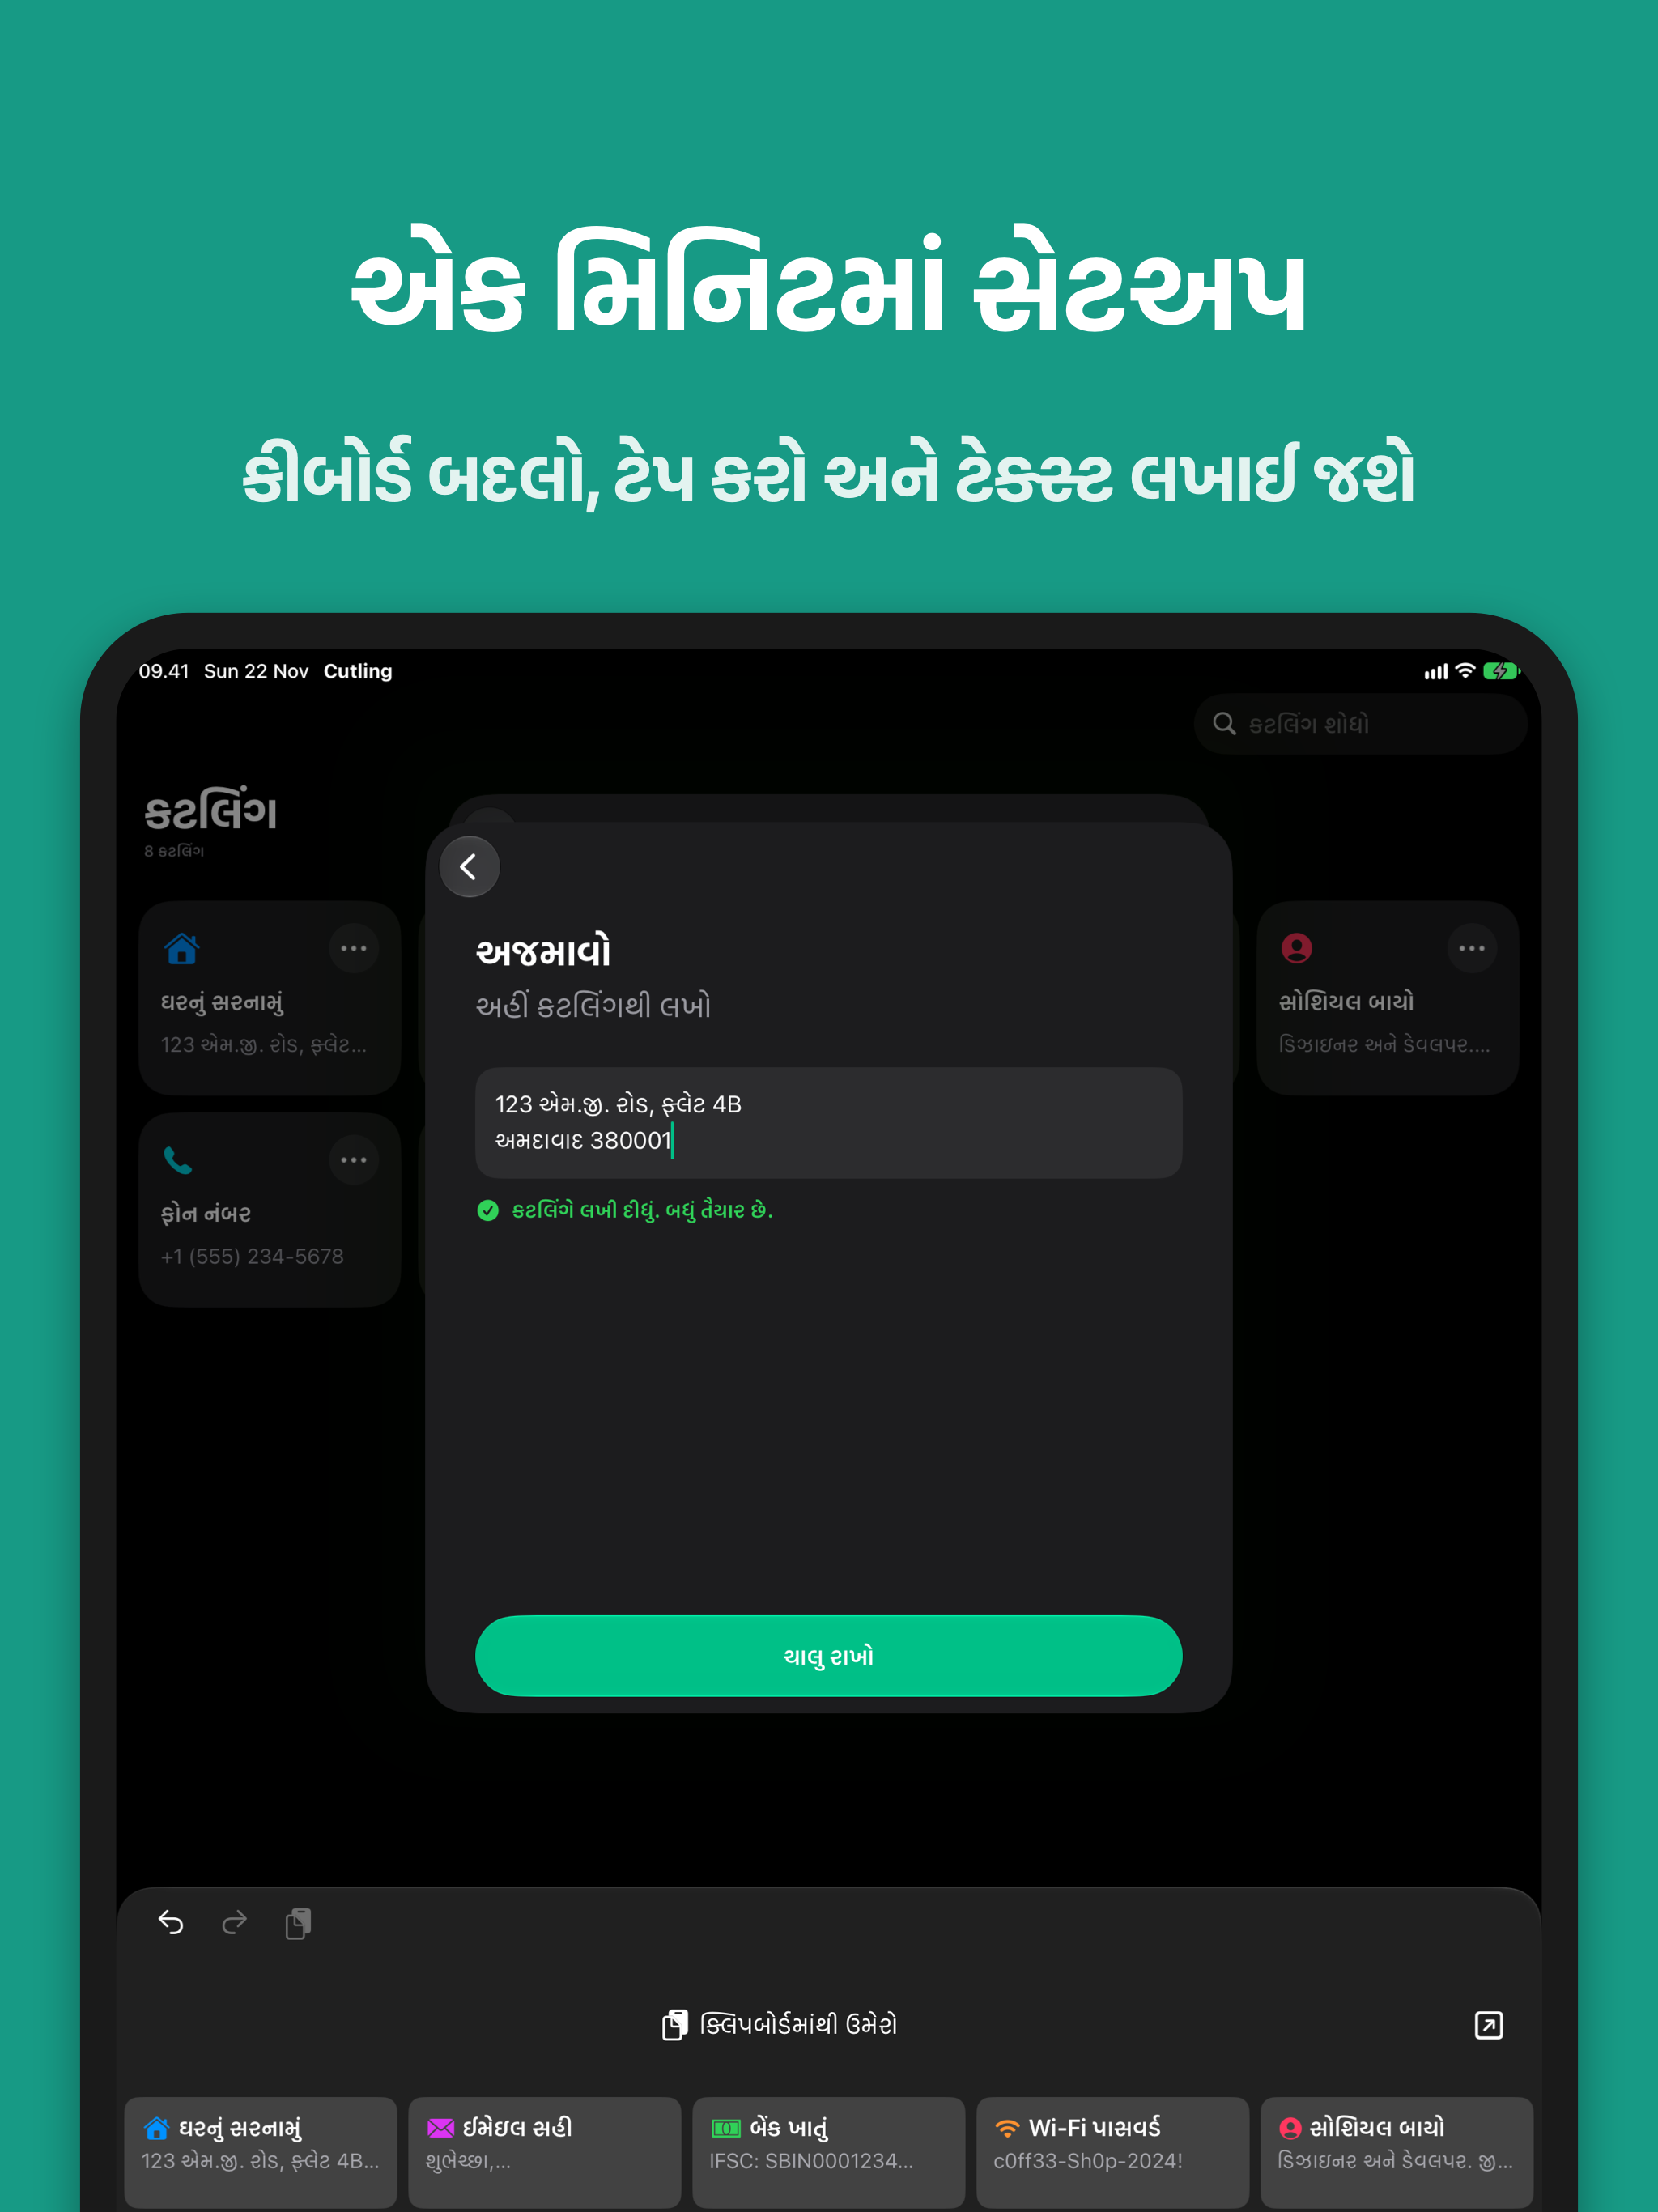 એક મિનિટમાં સેટઅપ
કીબોર્ડ બદલો, ટેપ કરો અને ટેક્સ્ટ લખાઈ જશે
09.41 Sun 22 Nov Cutling
કટલિંગ શોધો
કટલિંગ
8 કટલિંગ
ઘરનું સરનામું
123 એમ.જી. રોડ, ફ્લેટ...
સોશિયલ બાયો
ડિઝાઇનર અને ડેવલપર....
ફોન નંબર
+1 (555) 234-5678
અજમાવો
અહીં કટલિંગથી લખો
123 એમ.જી. રોડ, ફ્લેટ 4B
અમદાવાદ 380001
કટલિંગે લખી દીધું. બધું તૈયાર છે.
ચાલુ રાખો
ક્લિપબોર્ડમાંથી ઉમેરો
ઘરનું સરનામું
123 એમ.જી. રોડ, ફ્લેટ 4B...
ઈમેઇલ સહી
શુભેચ્છા,...
બેંક ખાતું
IFSC: SBIN0001234...
Wi-Fi પાસવર્ડ
c0ff33-Sh0p-2024!
સોશિયલ બાયો
ડિઝાઇનર અને ડેવલપર. જી...